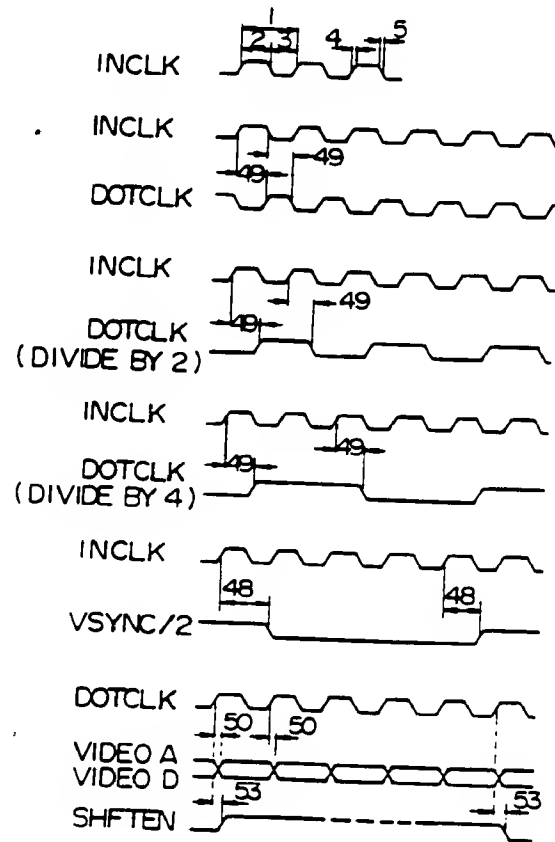 1
2 3 4 5
INCLK
INCLK
49 49
DOTCLK
INCLK
49
49
DOTCLK
(DIVIDE BY 2)
INCLK
49
49
DOTCLK
(DIVIDE BY 4)
INCLK
48 48
VSYNC/2
DOTCLK
50 50
VIDEO A
VIDEO D
53 53
SHFTEN